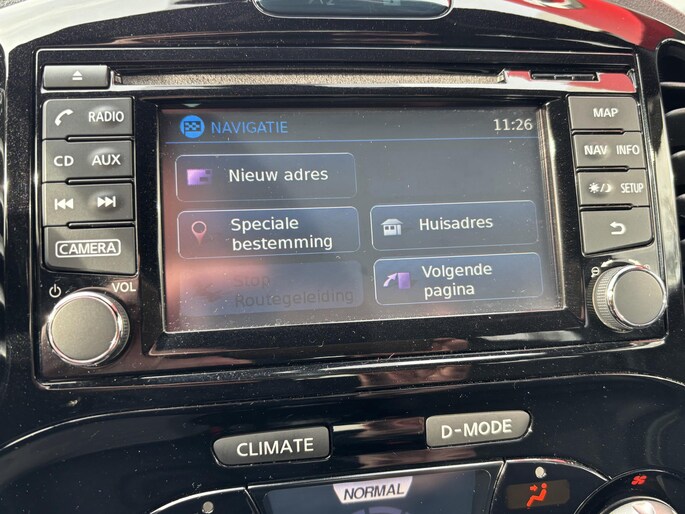 RADIO
CD AUX
CAMERA
VOL
NAVIGATIE 11:26
Nieuw adres
Speciale
bestemming
Huisadres
Stop
Routegeleiding
Volgende
pagina
MAP
NAV INFO
SETUP
CLIMATE
D-MODE
NORMAL